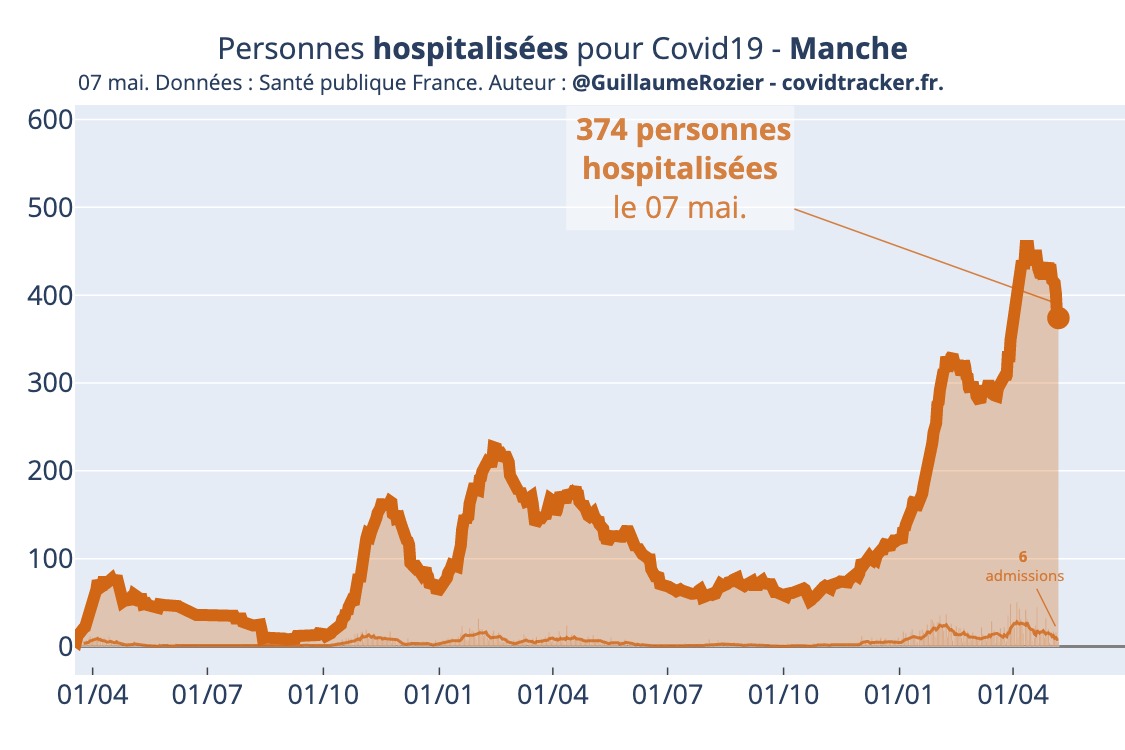 Personnes hospitalisées pour Covid19 - Manche
07 mai. Données : Santé publique France. Auteur : @GuillaumeRozier - covidtracker.fr.
600
374 personnes
hospitalisées
500
le 07 mai.
400
300
200
100
6
admissions
0
01/04 01/07 01/10 01/01 01/04 01/07 01/10 01/01 01/04